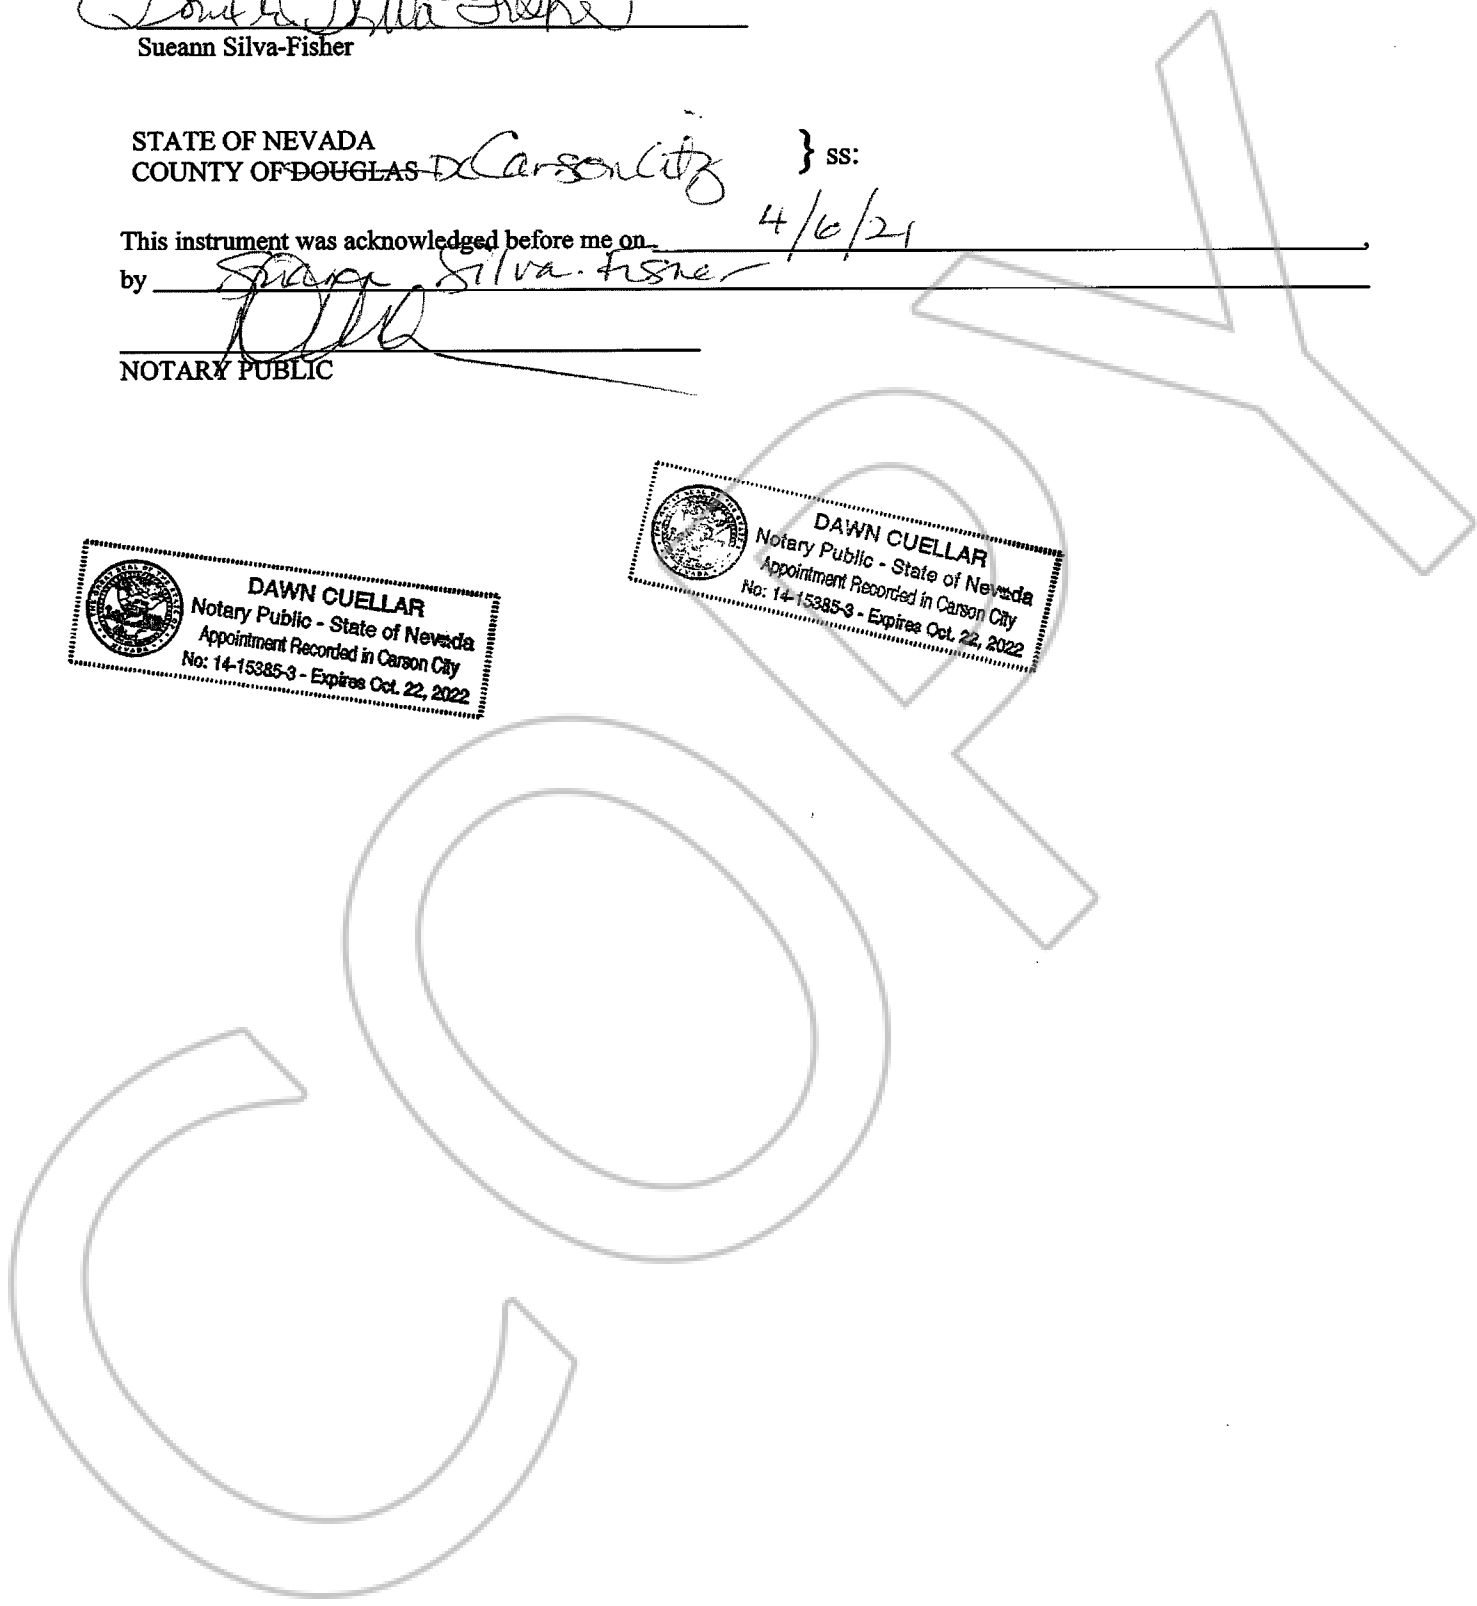 Sueann Silva-Fisher
STATE OF NEVADA
COUNTY OF DOUGLAS DC Carson City } ss:
This instrument was acknowledged before me on 4/6/21,
by Sueann Silva-Fisher
NOTARY PUBLIC
DAWN CUELLAR
Notary Public - State of Nevada
Appointment Recorded in Carson City
No: 14-15385-3 - Expires Oct. 22, 2022
DAWN CUELLAR
Notary Public - State of Nevada
Appointment Recorded in Carson City
No: 14-15385-3 - Expires Oct. 22, 2022
COPY